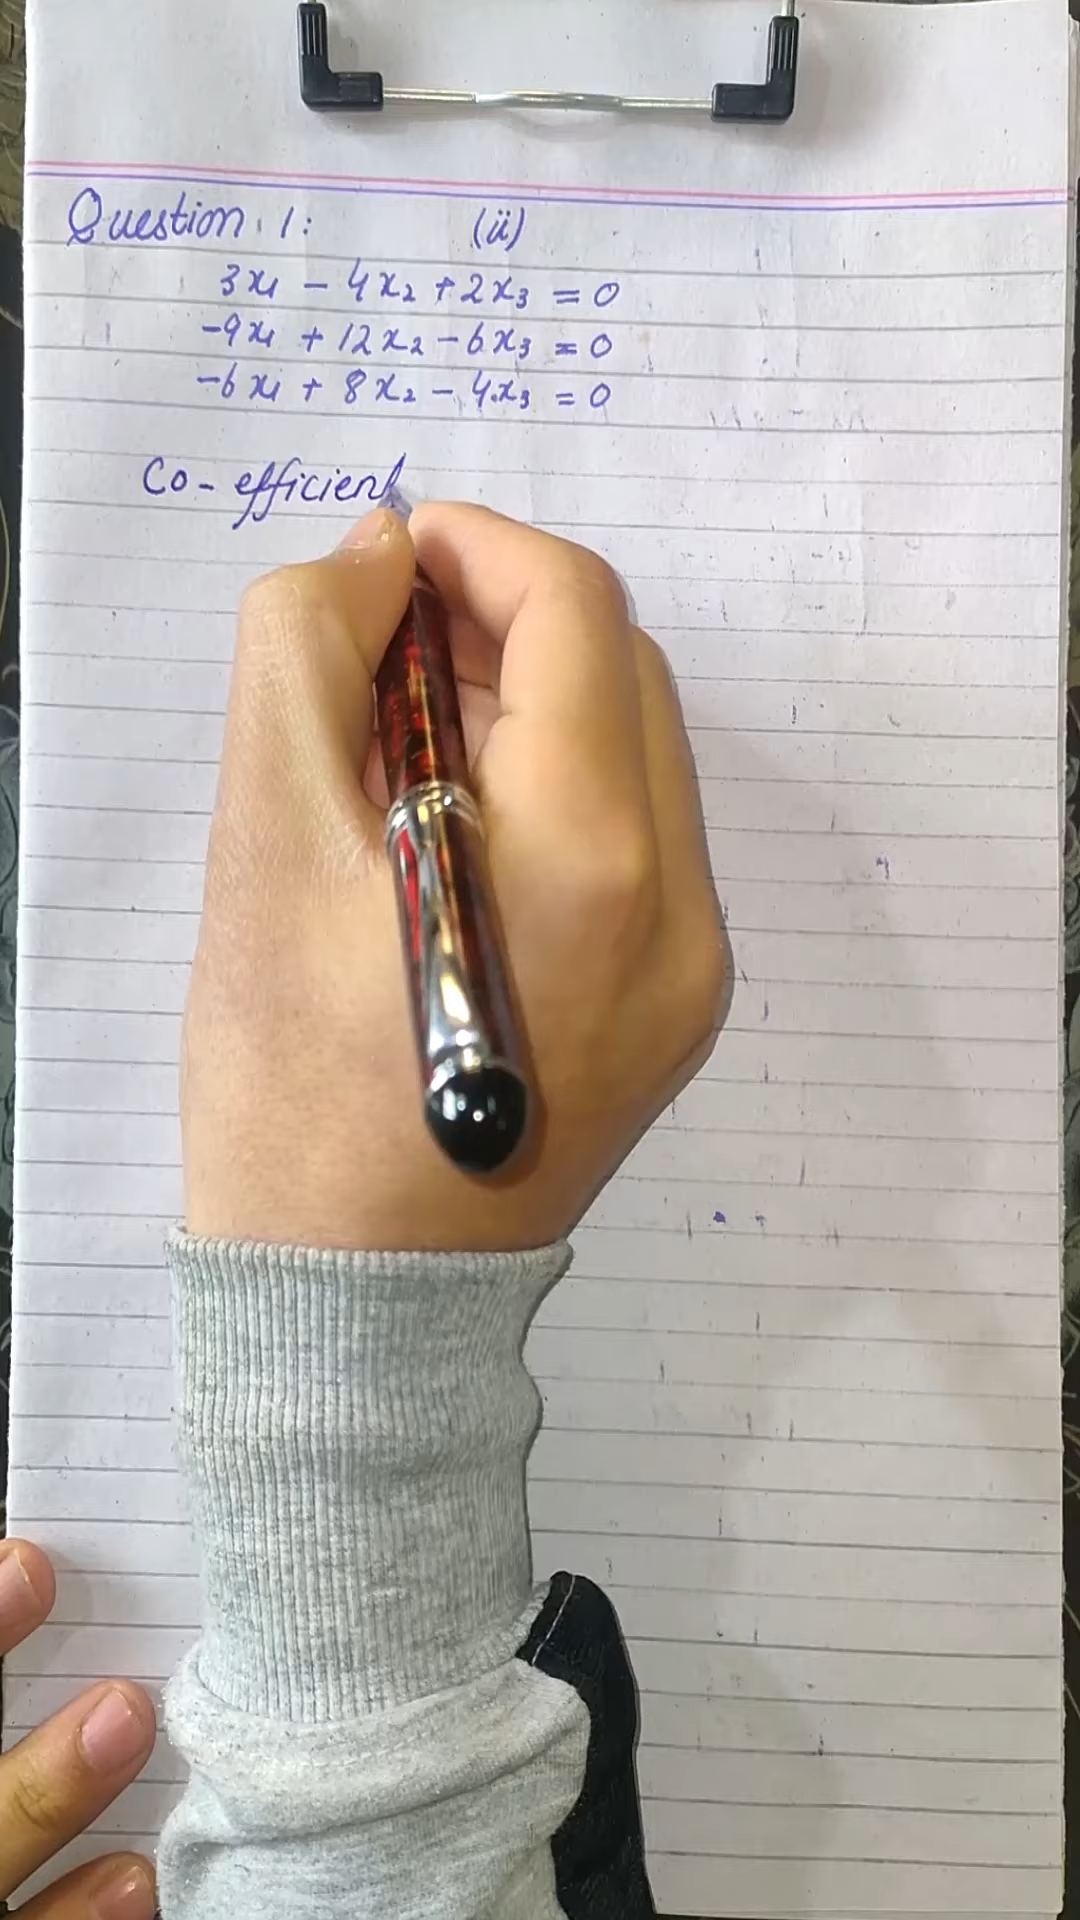 Question 1: (ii)
3x₁ - 4x₂ + 2x₃ = 0
-9x₁ + 12x₂ - 6x₃ = 0
-6x₁ + 8x₂ - 4x₃ = 0
Co-efficient